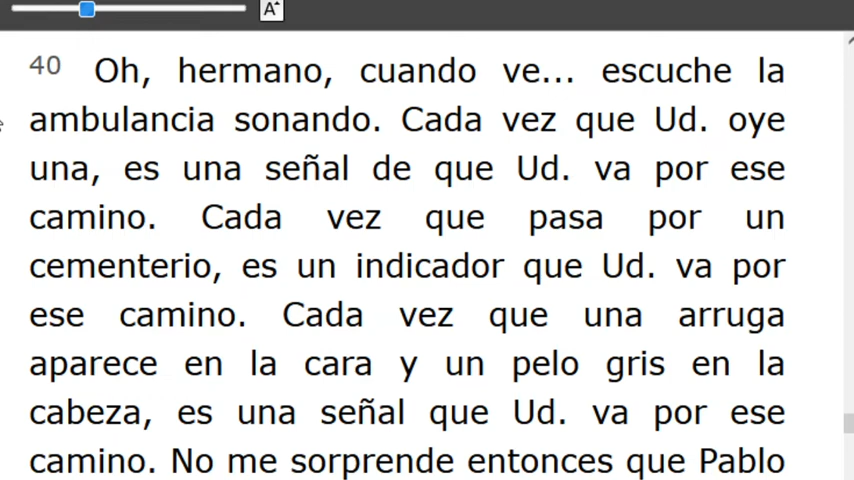 A
40 Oh, hermano, cuando ve... escuche la
ambulancia sonando. Cada vez que Ud. oye
una, es una señal de que Ud. va por ese
camino. Cada vez que pasa por un
cementerio, es un indicador que Ud. va por
ese camino. Cada vez que una arruga
aparece en la cara y un pelo gris en la
cabeza, es una señal que Ud. va por ese
camino. No me sorprende entonces que Pablo